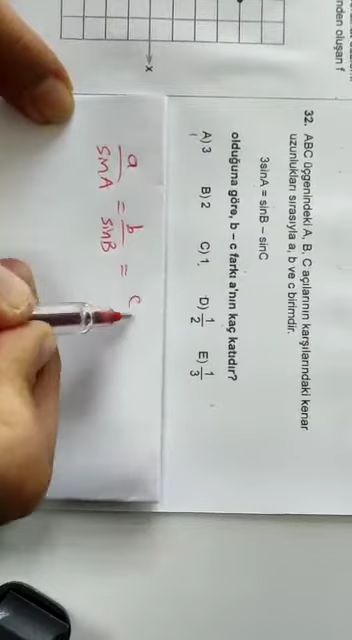 nden oluşan f
x
32. ABC üçgenindeki A, B, C açılarının karşılarındaki kenar
uzunlukları sırasıyla a, b ve c birimdir.
3sinA = sinB – sinC
olduğuna göre, b – c farkı a'nın kaç katıdır?
A) 3 B) 2 C) 1 D) 1/2 E) 1/3
a/sinA = b/sinB = c